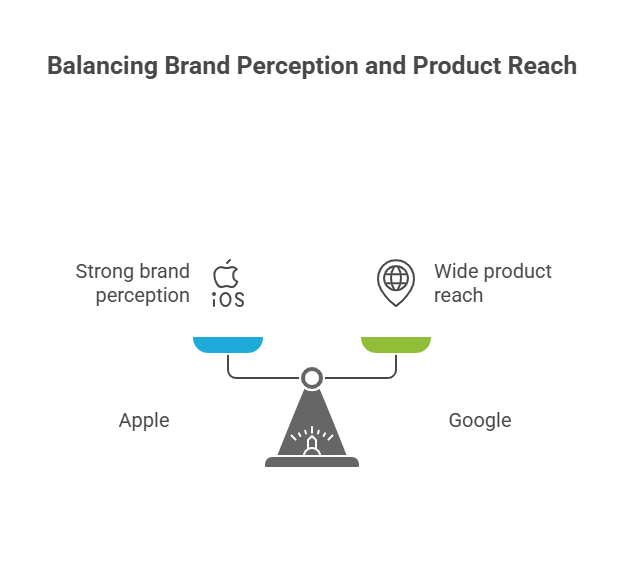 Balancing Brand Perception and Product Reach
Strong brand
perception
iOS
Wide product
reach
Apple
Google